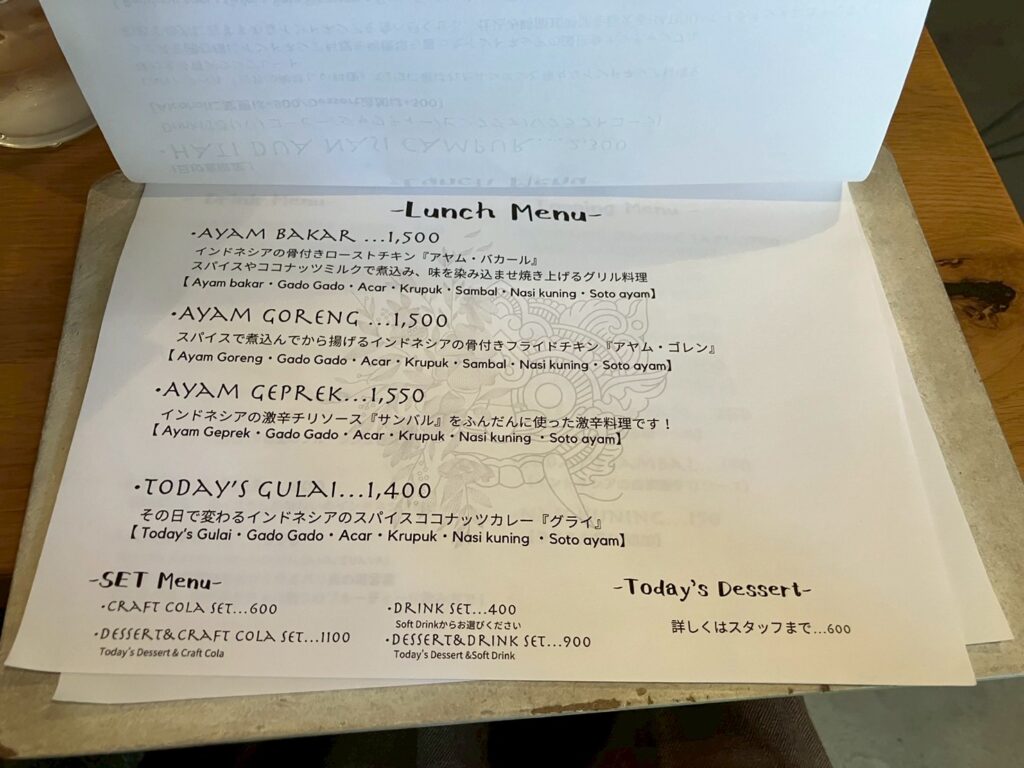 -Lunch Menu-
・AYAM BAKAR ...1,500
インドネシアの骨付きローストチキン『アヤム・バカール』
スパイスやココナッツミルクで煮込み、味を染み込ませ焼き上げるグリル料理
【 Ayam bakar・Gado Gado・Acar・Krupuk・Sambal・Nasi kuning・Soto ayam】
・AYAM GORENG ...1,500
スパイスで煮込んでから揚げるインドネシアの骨付きフライドチキン『アヤム・ゴレン』
【 Ayam Goreng・Gado Gado・Acar・Krupuk・Sambal・Nasi kuning・Soto ayam】
・AYAM GEPREK...1,550
インドネシアの激辛チリソース『サンバル』をふんだんに使った激辛料理です！
【 Ayam Geprek・Gado Gado・Acar・Krupuk・Nasi kuning ・Soto ayam】
・TODAY'S GULAI...1,400
その日で変わるインドネシアのスパイスココナッツカレー『グライ』
【 Today's Gulai・Gado Gado・Acar・Krupuk・Nasi kuning ・Soto ayam】
-SET Menu-
・CRAFT COLA SET...600
・DESSERT&CRAFT COLA SET...1100
Today's Dessert & Craft Cola
・DRINK SET...400
Soft Drinkからお選びください
・DESSERT&DRINK SET...900
Today's Dessert &Soft Drink
-Today's Dessert-
詳しくはスタッフまで...600